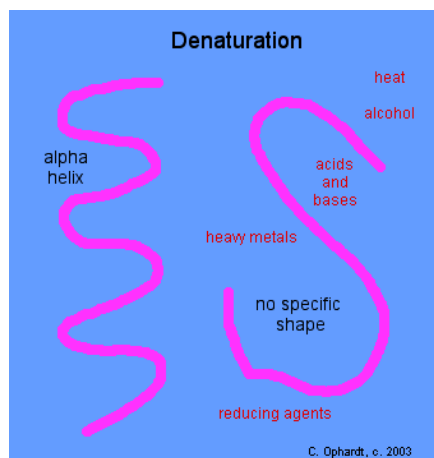 Denaturation
heat
alcohol
alpha
helix
acids
and
bases
heavy metals
no specific
shape
reducing agents
C. Ophardt, c. 2003